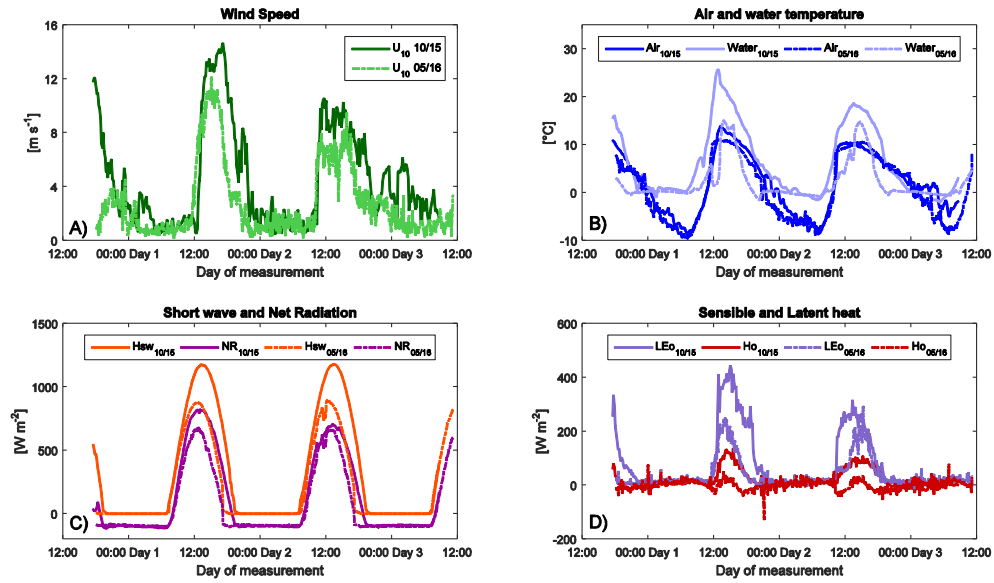 Wind Speed
16
12
8
4
0
[m s-1]
U10 10/15
U10 05/16
A)
12:00 00:00 Day 1 12:00 00:00 Day 2 12:00 00:00 Day 3 12:00
Day of measurement
Air and water temperature
30
20
10
0
-10
[°C]
Air10/15 Water10/15 Air05/16 Water05/16
B)
12:00 00:00 Day 1 12:00 00:00 Day 2 12:00 00:00 Day 3 12:00
Day of measurement
Short wave and Net Radiation
1500
1000
500
0
[W m-2]
Hsw10/15 NR10/15 Hsw05/16 NR05/16
C)
12:00 00:00 Day 1 12:00 00:00 Day 2 12:00 00:00 Day 3 12:00
Day of measurement
Sensible and Latent heat
600
400
200
0
-200
[W m-2]
LEo10/15 Ho10/15 LEo05/16 Ho05/16
D)
12:00 00:00 Day 1 12:00 00:00 Day 2 12:00 00:00 Day 3 12:00
Day of measurement